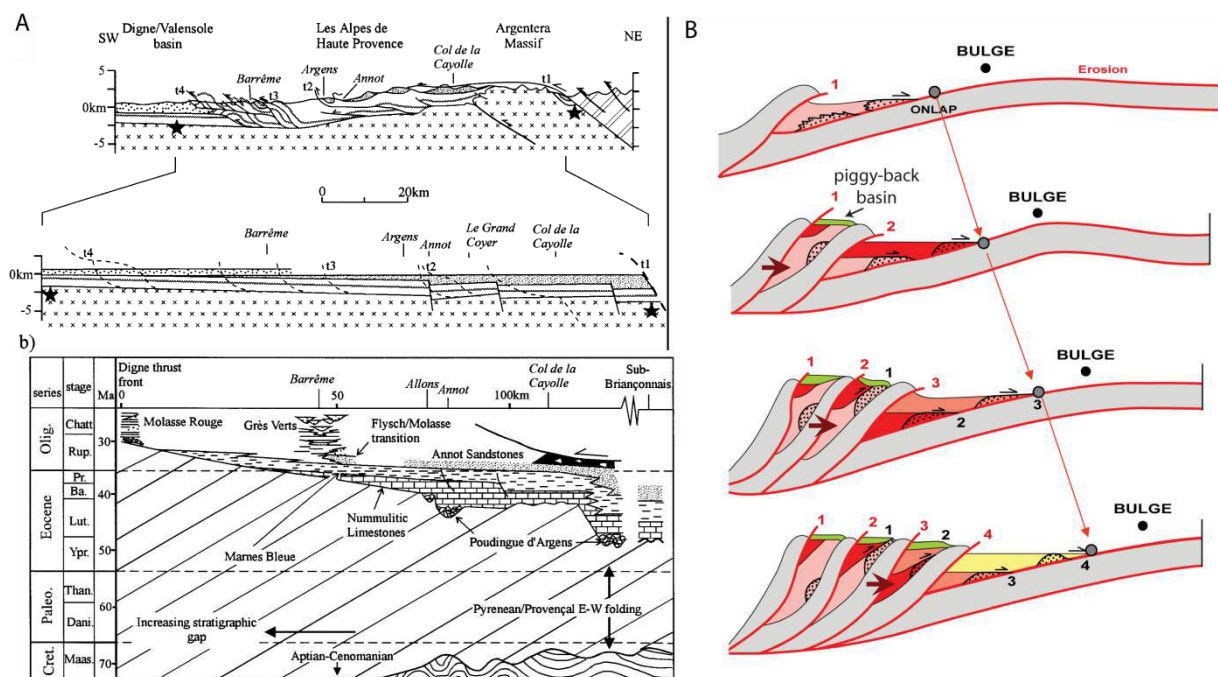 A
SW
Digne/Valensole
basin
Les Alpes de
Haute Provence
Argentera
Massif
NE
Barrême
Argens
Annot
Col de la
Cayolle
t4
t3
t2
t1
5
0km
-5
0 20km
Barrême
Argens
Annot
Le Grand
Coyer
Col de la
Cayolle
t4
t3
t2
t1
0km
-5
b)
series
stage
Ma
Digne thrust
front
Barrême
Allons
Annot
100km
Col de la
Cayolle
Sub-
Briançonnais
0
50
Olig.
Chatt
Rup.
30
Molasse Rouge
Grès Verts
Flysch/Molasse
transition
Annot Sandstones
Eocene
Pr.
Ba.
Lut.
Ypr.
40
50
Nummulitic
Limestones
Marnes Bleue
Poudingue d'Argens
Paleo.
Than.
Dani.
60
Increasing stratigraphic
gap
Pyrenean/Provençal E-W folding
Cret.
Maas.
70
Aptian-Cenomanian
B
BULGE
Erosion
1
ONLAP
piggy-back
basin
BULGE
1
2
BULGE
1
2
1
3
2
3
BULGE
1
2
1
3
2
4
3
4